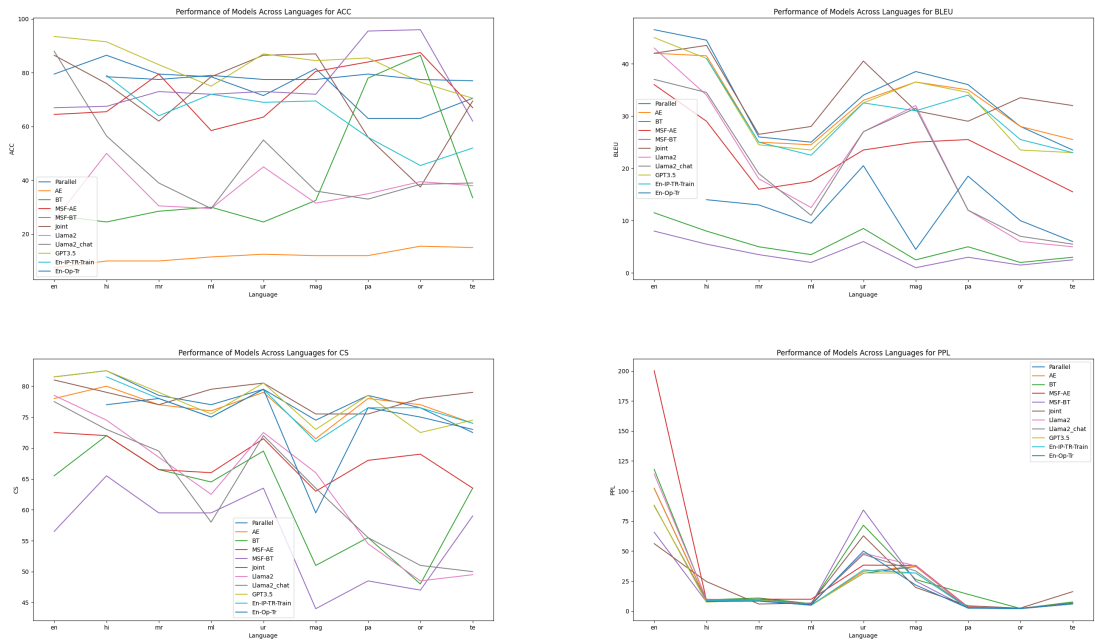 Performance of Models Across Languages for ACC
100
80
60
40
20
ACC
Parallel
AE
BT
MSF-AE
MSF-BT
Joint
Llama2
Llama2_chat
GPT3.5
En-IP-TR-Train
En-Op-Tr
en hi mr ml ur mag pa or te
Language
Performance of Models Across Languages for BLEU
40
30
20
10
0
BLEU
Parallel
AE
BT
MSF-AE
MSF-BT
Joint
Llama2
Llama2_chat
GPT3.5
En-IP-TR-Train
En-Op-Tr
en hi mr ml ur mag pa or te
Language
Performance of Models Across Languages for CS
80
75
70
65
60
55
50
45
CS
Parallel
AE
BT
MSF-AE
MSF-BT
Joint
Llama2
Llama2_chat
GPT3.5
En-IP-TR-Train
En-Op-Tr
en hi mr ml ur mag pa or te
Language
Performance of Models Across Languages for PPL
200
175
150
125
100
75
50
25
0
PPL
Parallel
AE
BT
MSF-AE
MSF-BT
Joint
Llama2
Llama2_chat
GPT3.5
En-IP-TR-Train
En-Op-Tr
en hi mr ml ur mag pa or te
Language